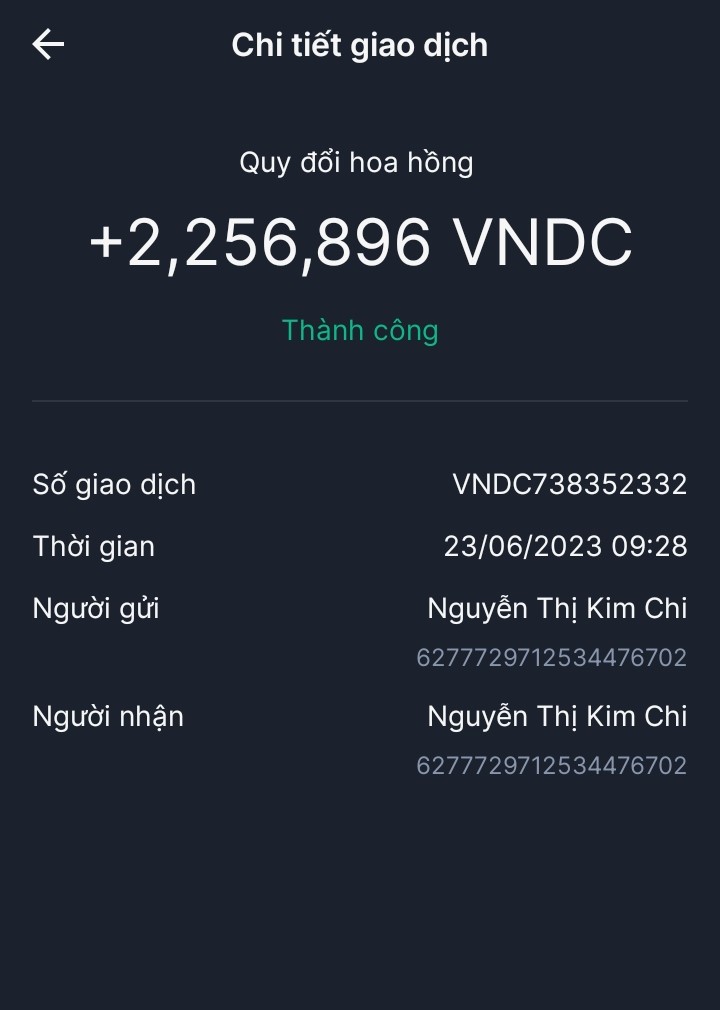 Chi tiết giao dịch
Quy đổi hoa hồng
+2,256,896 VNDC
Thành công
Số giao dịch VNDC738352332
Thời gian 23/06/2023 09:28
Người gửi Nguyễn Thị Kim Chi
6277729712534476702
Người nhận Nguyễn Thị Kim Chi
6277729712534476702